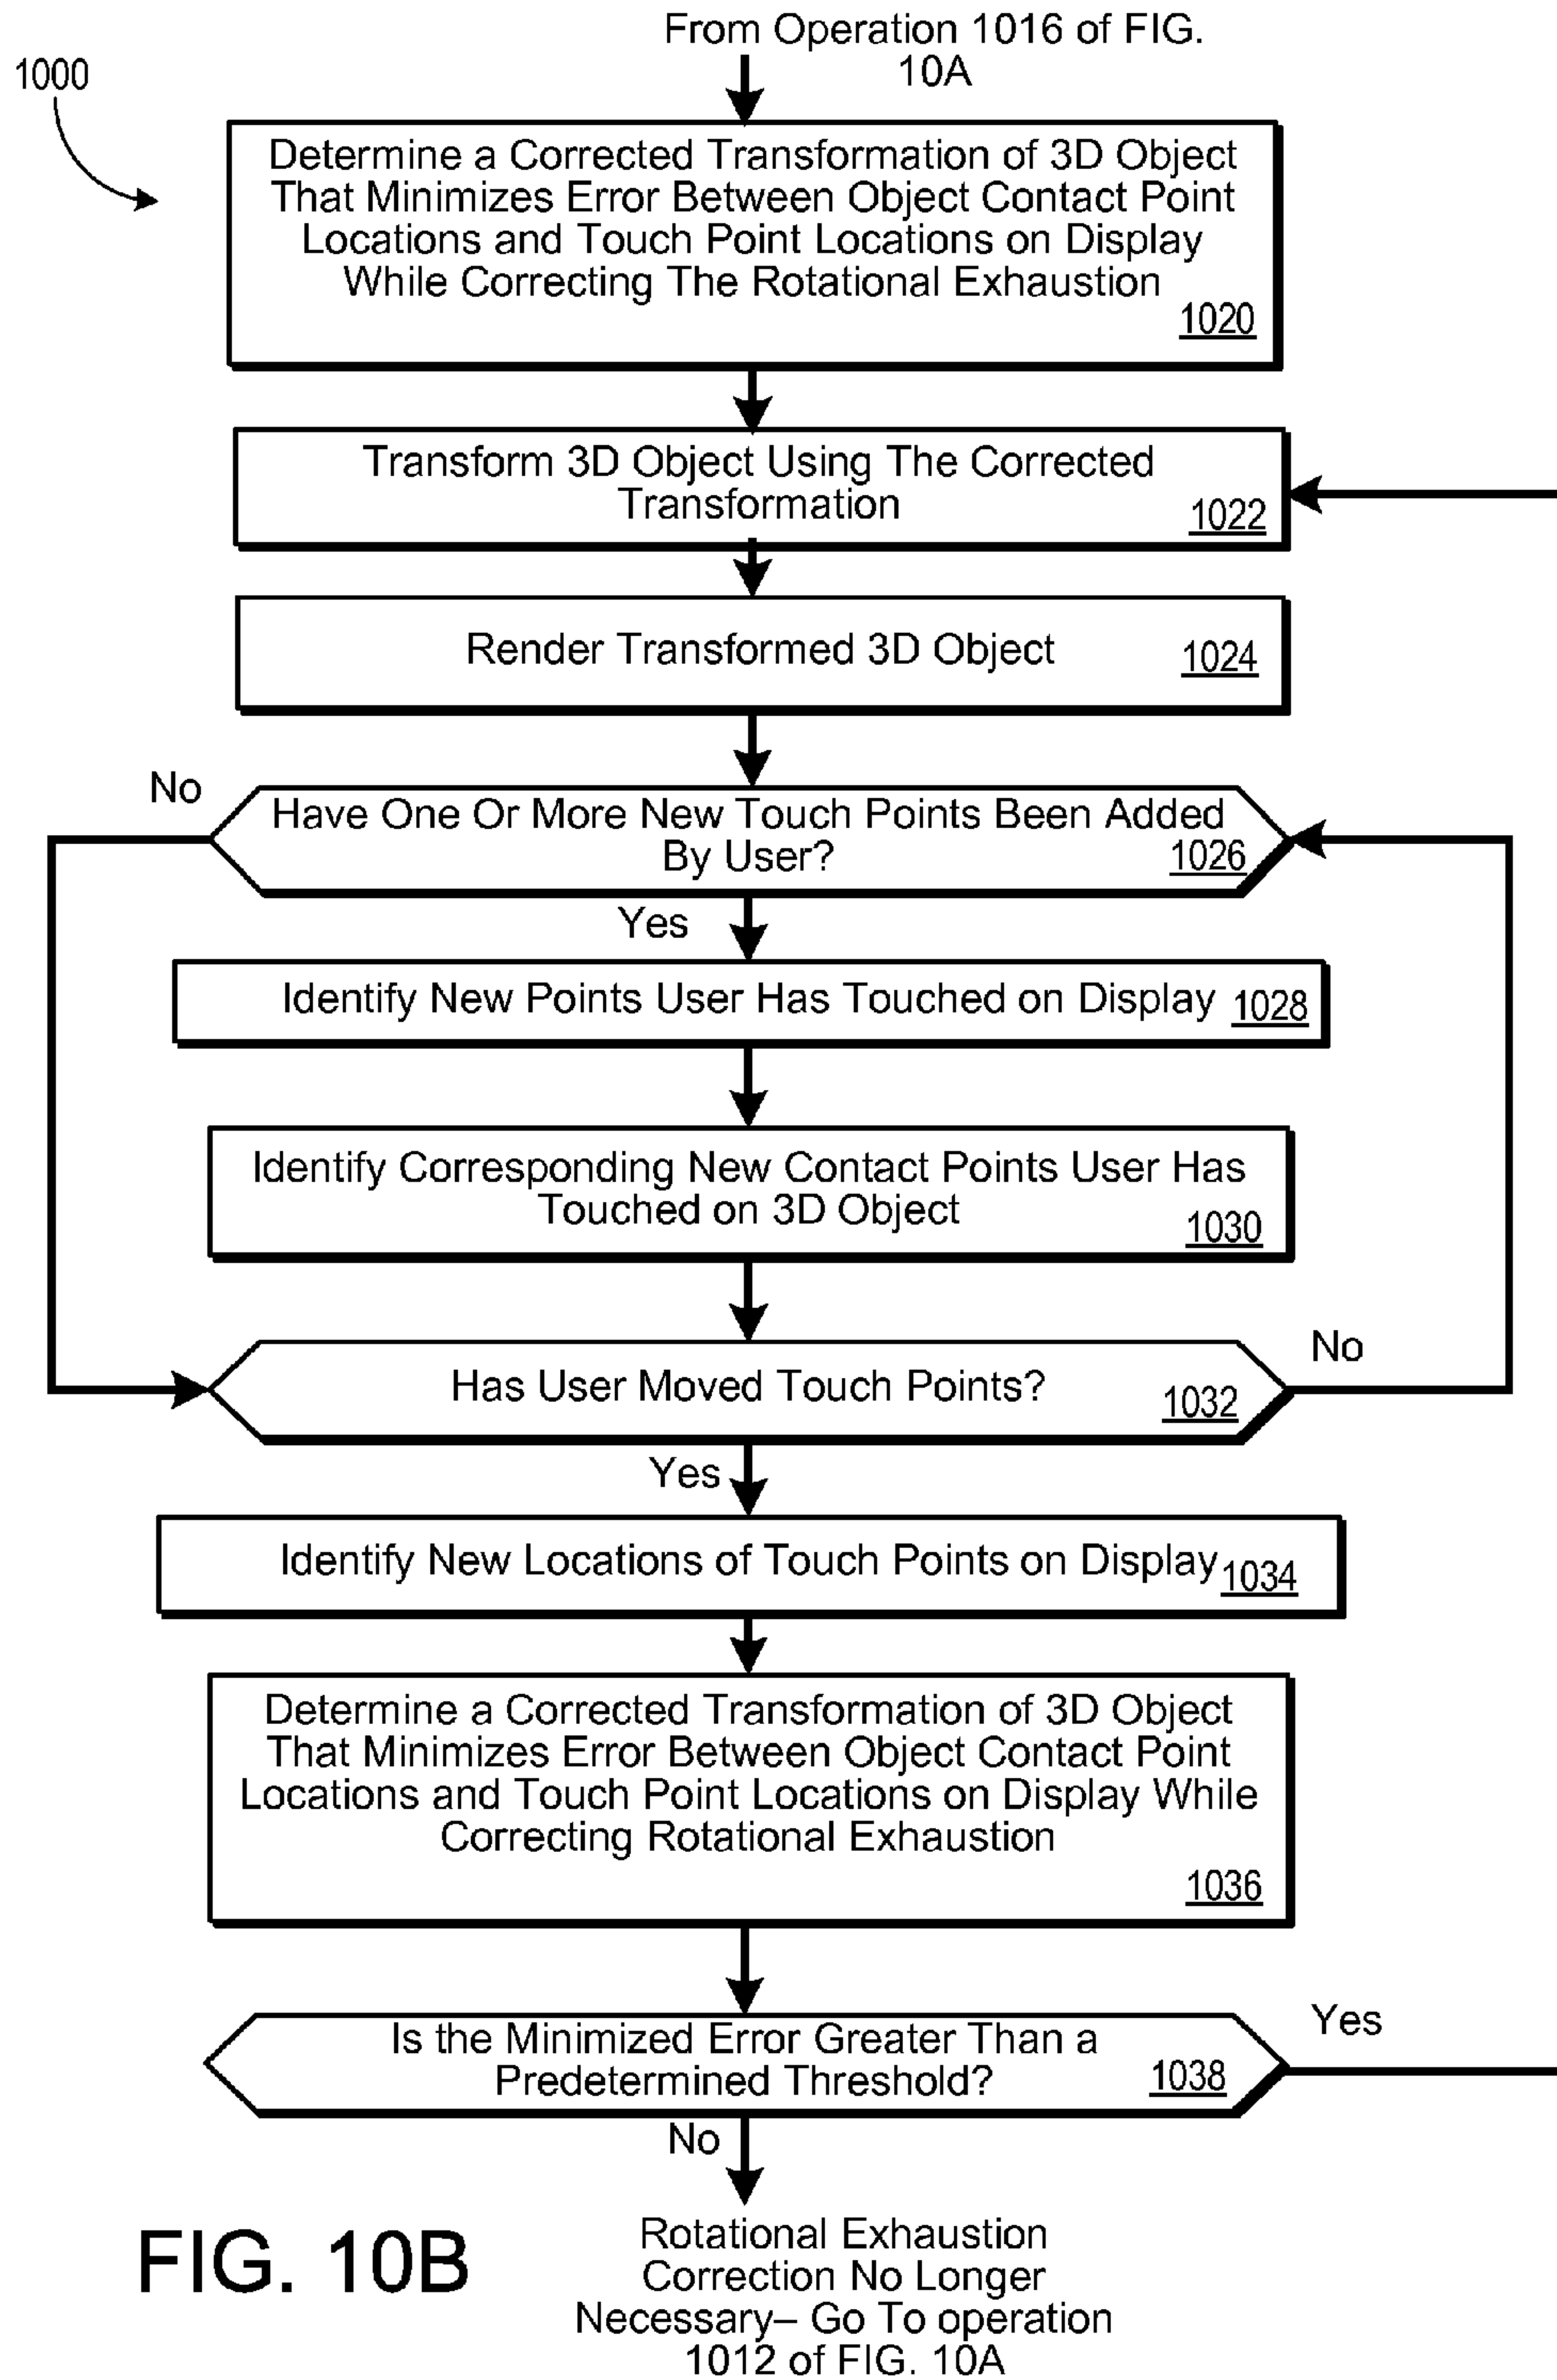 From Operation 1016 of FIG.
10A
1000
Determine a Corrected Transformation of 3D Object
That Minimizes Error Between Object Contact Point
Locations and Touch Point Locations on Display
While Correcting The Rotational Exhaustion
1020
Transform 3D Object Using The Corrected
Transformation
1022
Render Transformed 3D Object
1024
No
Have One Or More New Touch Points Been Added
By User?
1026
Yes
Identify New Points User Has Touched on Display
1028
Identify Corresponding New Contact Points User Has
Touched on 3D Object
1030
No
Has User Moved Touch Points?
1032
Yes
Identify New Locations of Touch Points on Display
1034
Determine a Corrected Transformation of 3D Object
That Minimizes Error Between Object Contact Point
Locations and Touch Point Locations on Display While
Correcting Rotational Exhaustion
1036
Yes
Is the Minimized Error Greater Than a
Predetermined Threshold?
1038
No
Rotational Exhaustion
Correction No Longer
Necessary– Go To operation
1012 of FIG. 10A
FIG. 10B